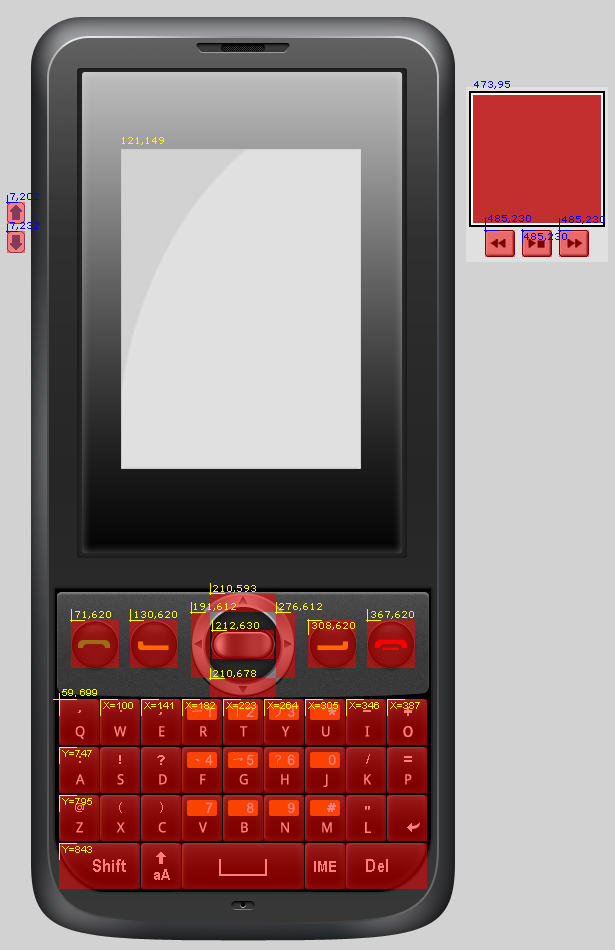 473,95
121,149
7,20
7,232
485,230
485,230
485,230
210,593
191,612
276,612
71,620
130,620
308,620
367,620
212,630
210,678
59, 699
X=100
X=141
X=182
X=223
X=264
X=305
X=346
X=387
, - 1 ↑ 2 ) 3 * – +
Q W E R T Y U I O
Y=747
: ! ? 4 5 ? 6 0 / =
A S D F G H J K P
Y=795
@ ( ) 7 8 9 # "
Z X C V B N M L
Y=843
Shift aA IME Del